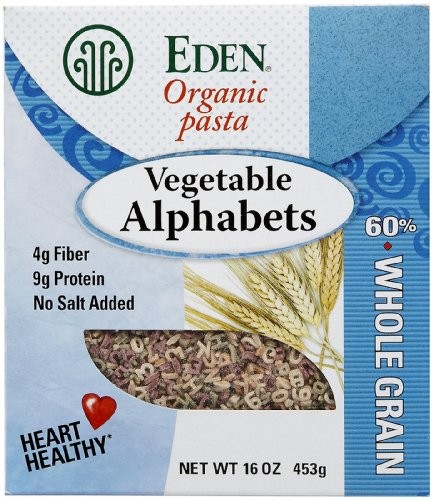 EDEN®
Organic
pasta
Vegetable
Alphabets
4g Fiber
9g Protein
No Salt Added
60% • WHOLE GRAIN
HEART
HEALTHY*
NET WT 16 OZ 453g